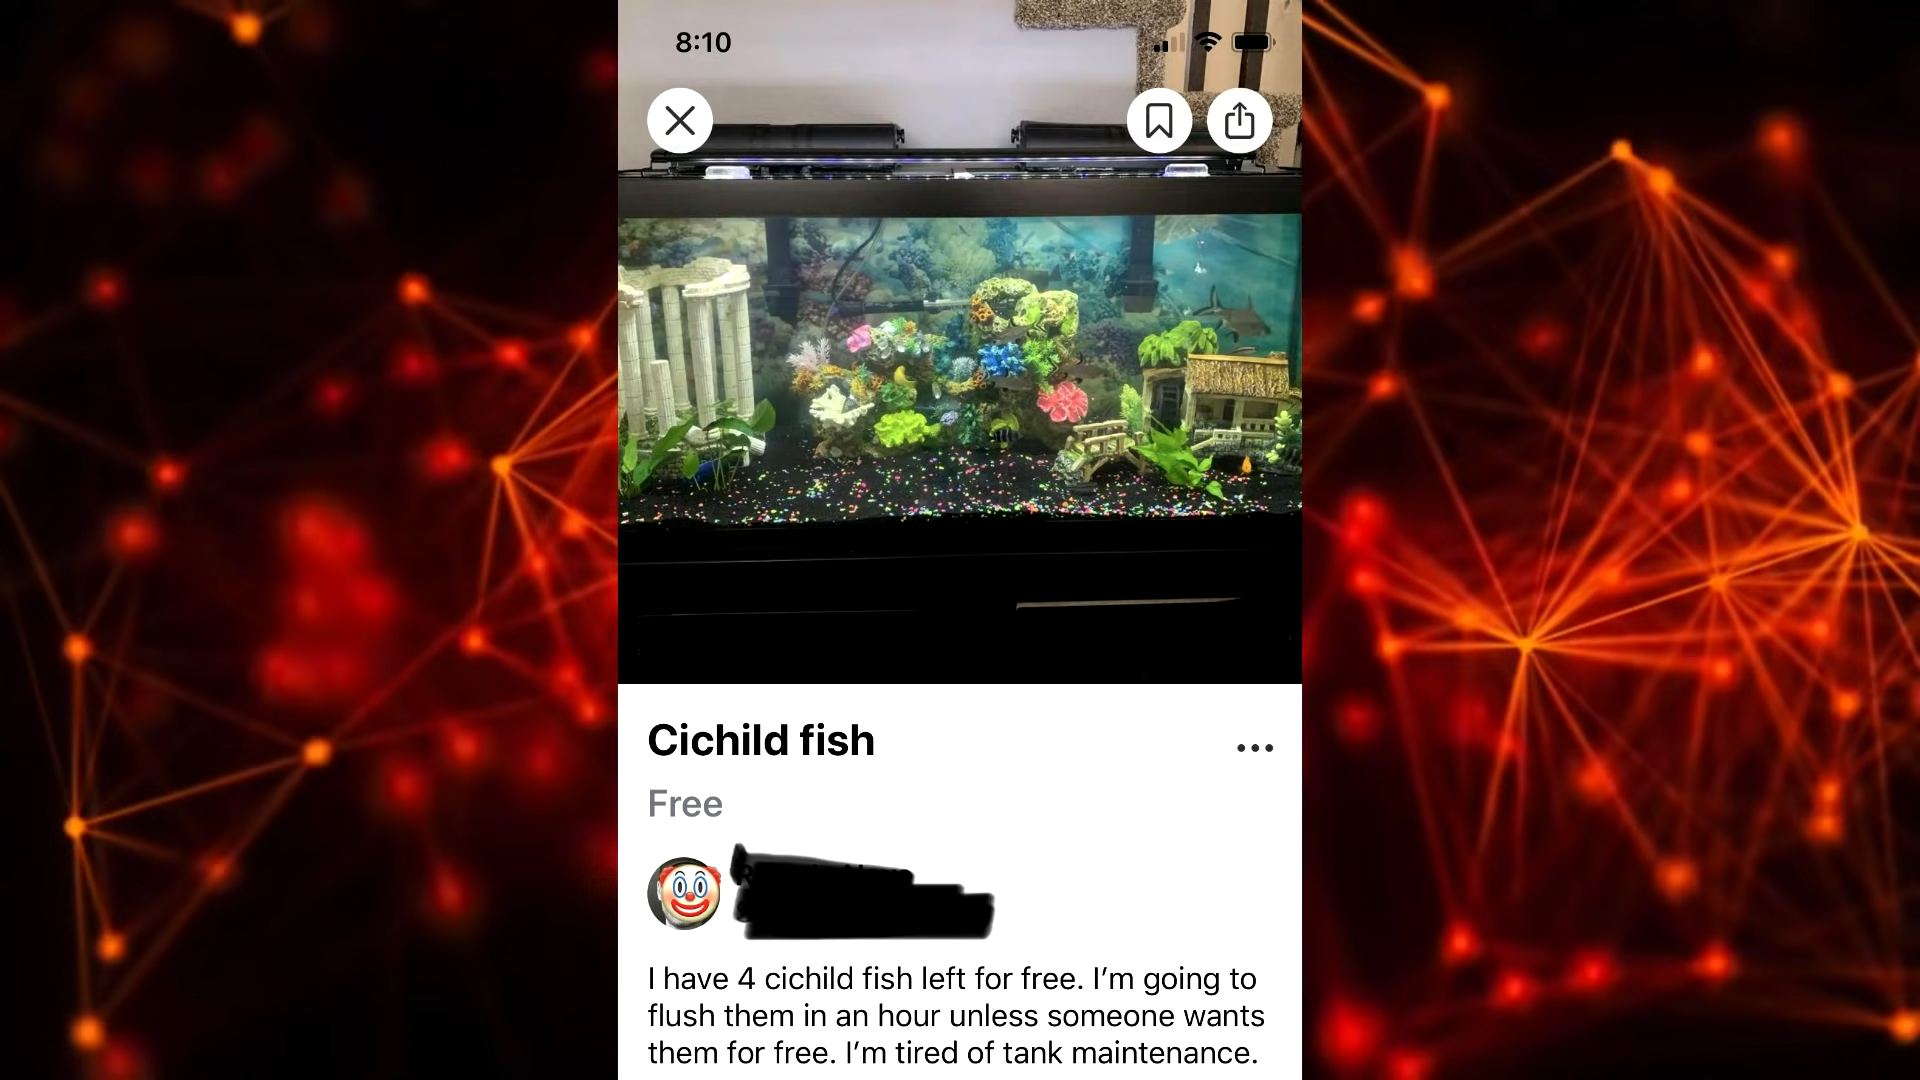 8:10
Cichild fish
Free
I have 4 cichild fish left for free. I'm going to
flush them in an hour unless someone wants
them for free. I'm tired of tank maintenance.